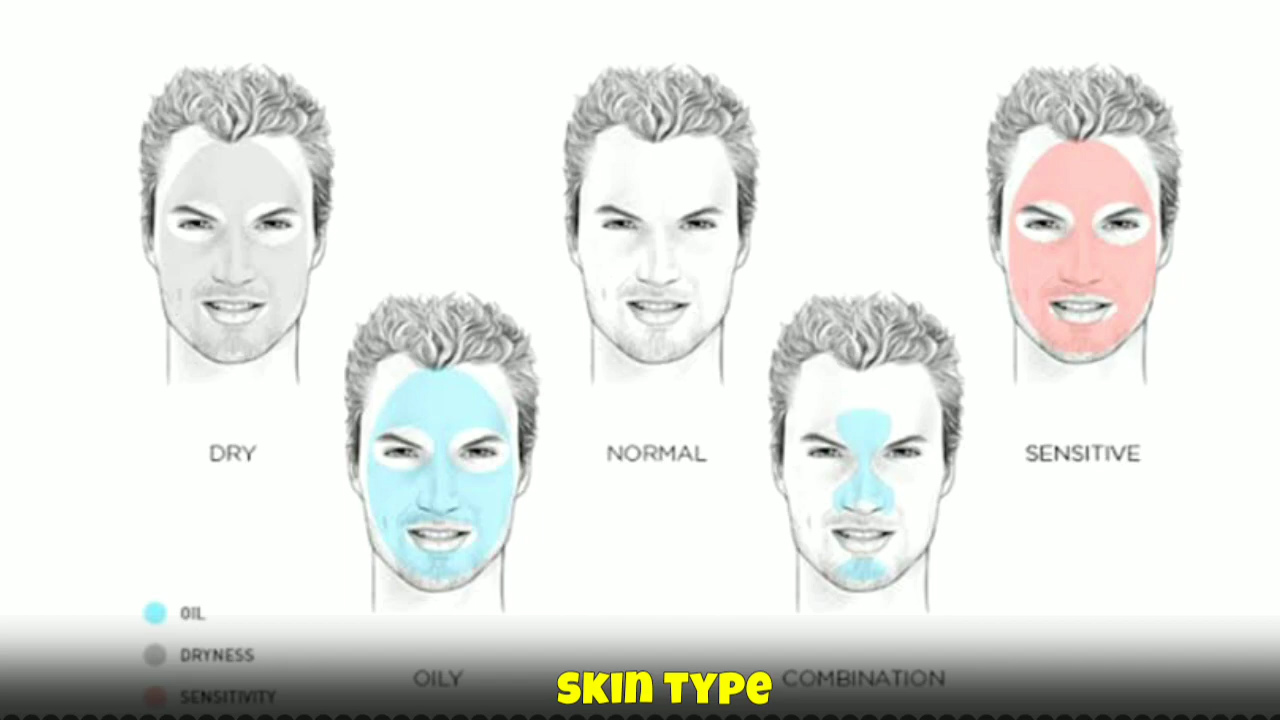 DRY
NORMAL
SENSITIVE
OIL
DRYNESS
SENSITIVITY
OILY
COMBINATION
SKIN TYPE